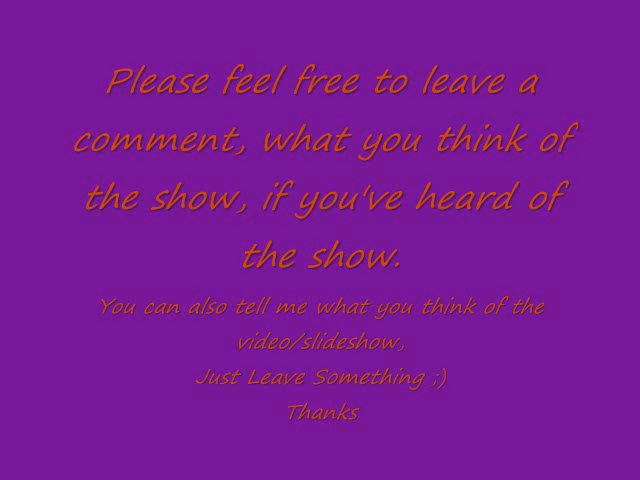 Please feel free to leave a
comment, what you think of
the show, if you've heard of
the show.
You can also tell me what you think of the
video/slideshow,
Just Leave Something ;)
Thanks